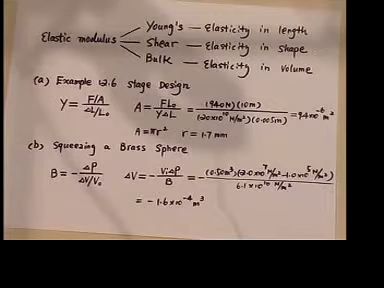 Young's — Elasticity in length
Elastic modulus Shear — Elasticity in shape
Bulk — Elasticity in volume
(a) Example 12.6 stage Design
Y = F/A / ΔL/L₀ A = FL₀ / YΔL = (940N)(10m) / (20×10¹⁰ N/m²)(0.005m) = 9.4×10⁻⁶ m²
A = πr² r = 1.7 mm
(b) Squeezing a Brass Sphere
B = - ΔP / ΔV/V₀ ΔV = - ViΔP / B = - (0.50m³)(2.0×10⁷ N/m² - 1.0×10⁵ N/m²) / 6.1×10¹⁰ N/m²
= - 1.6×10⁻⁴ m³